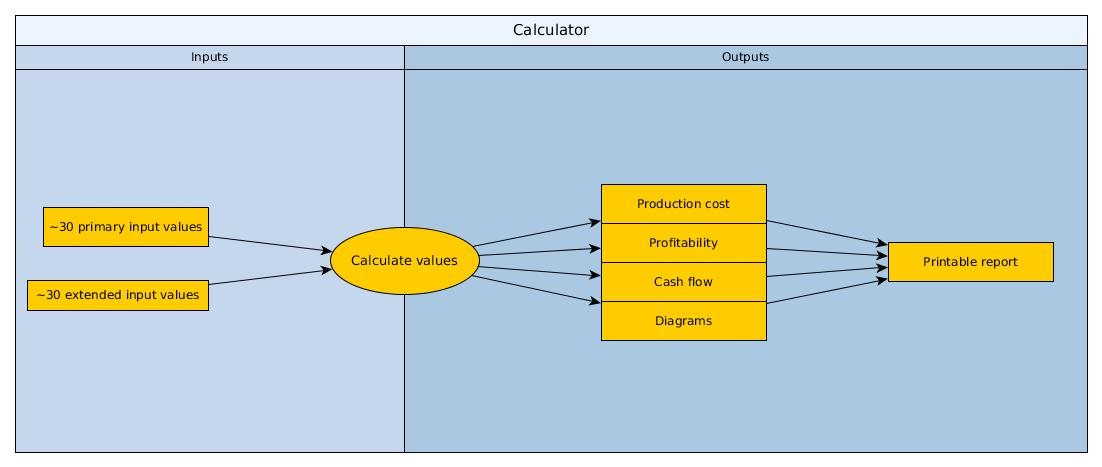 Calculator
Inputs
Outputs
~30 primary input values
~30 extended input values
Calculate values
Production cost
Profitability
Cash flow
Diagrams
Printable report